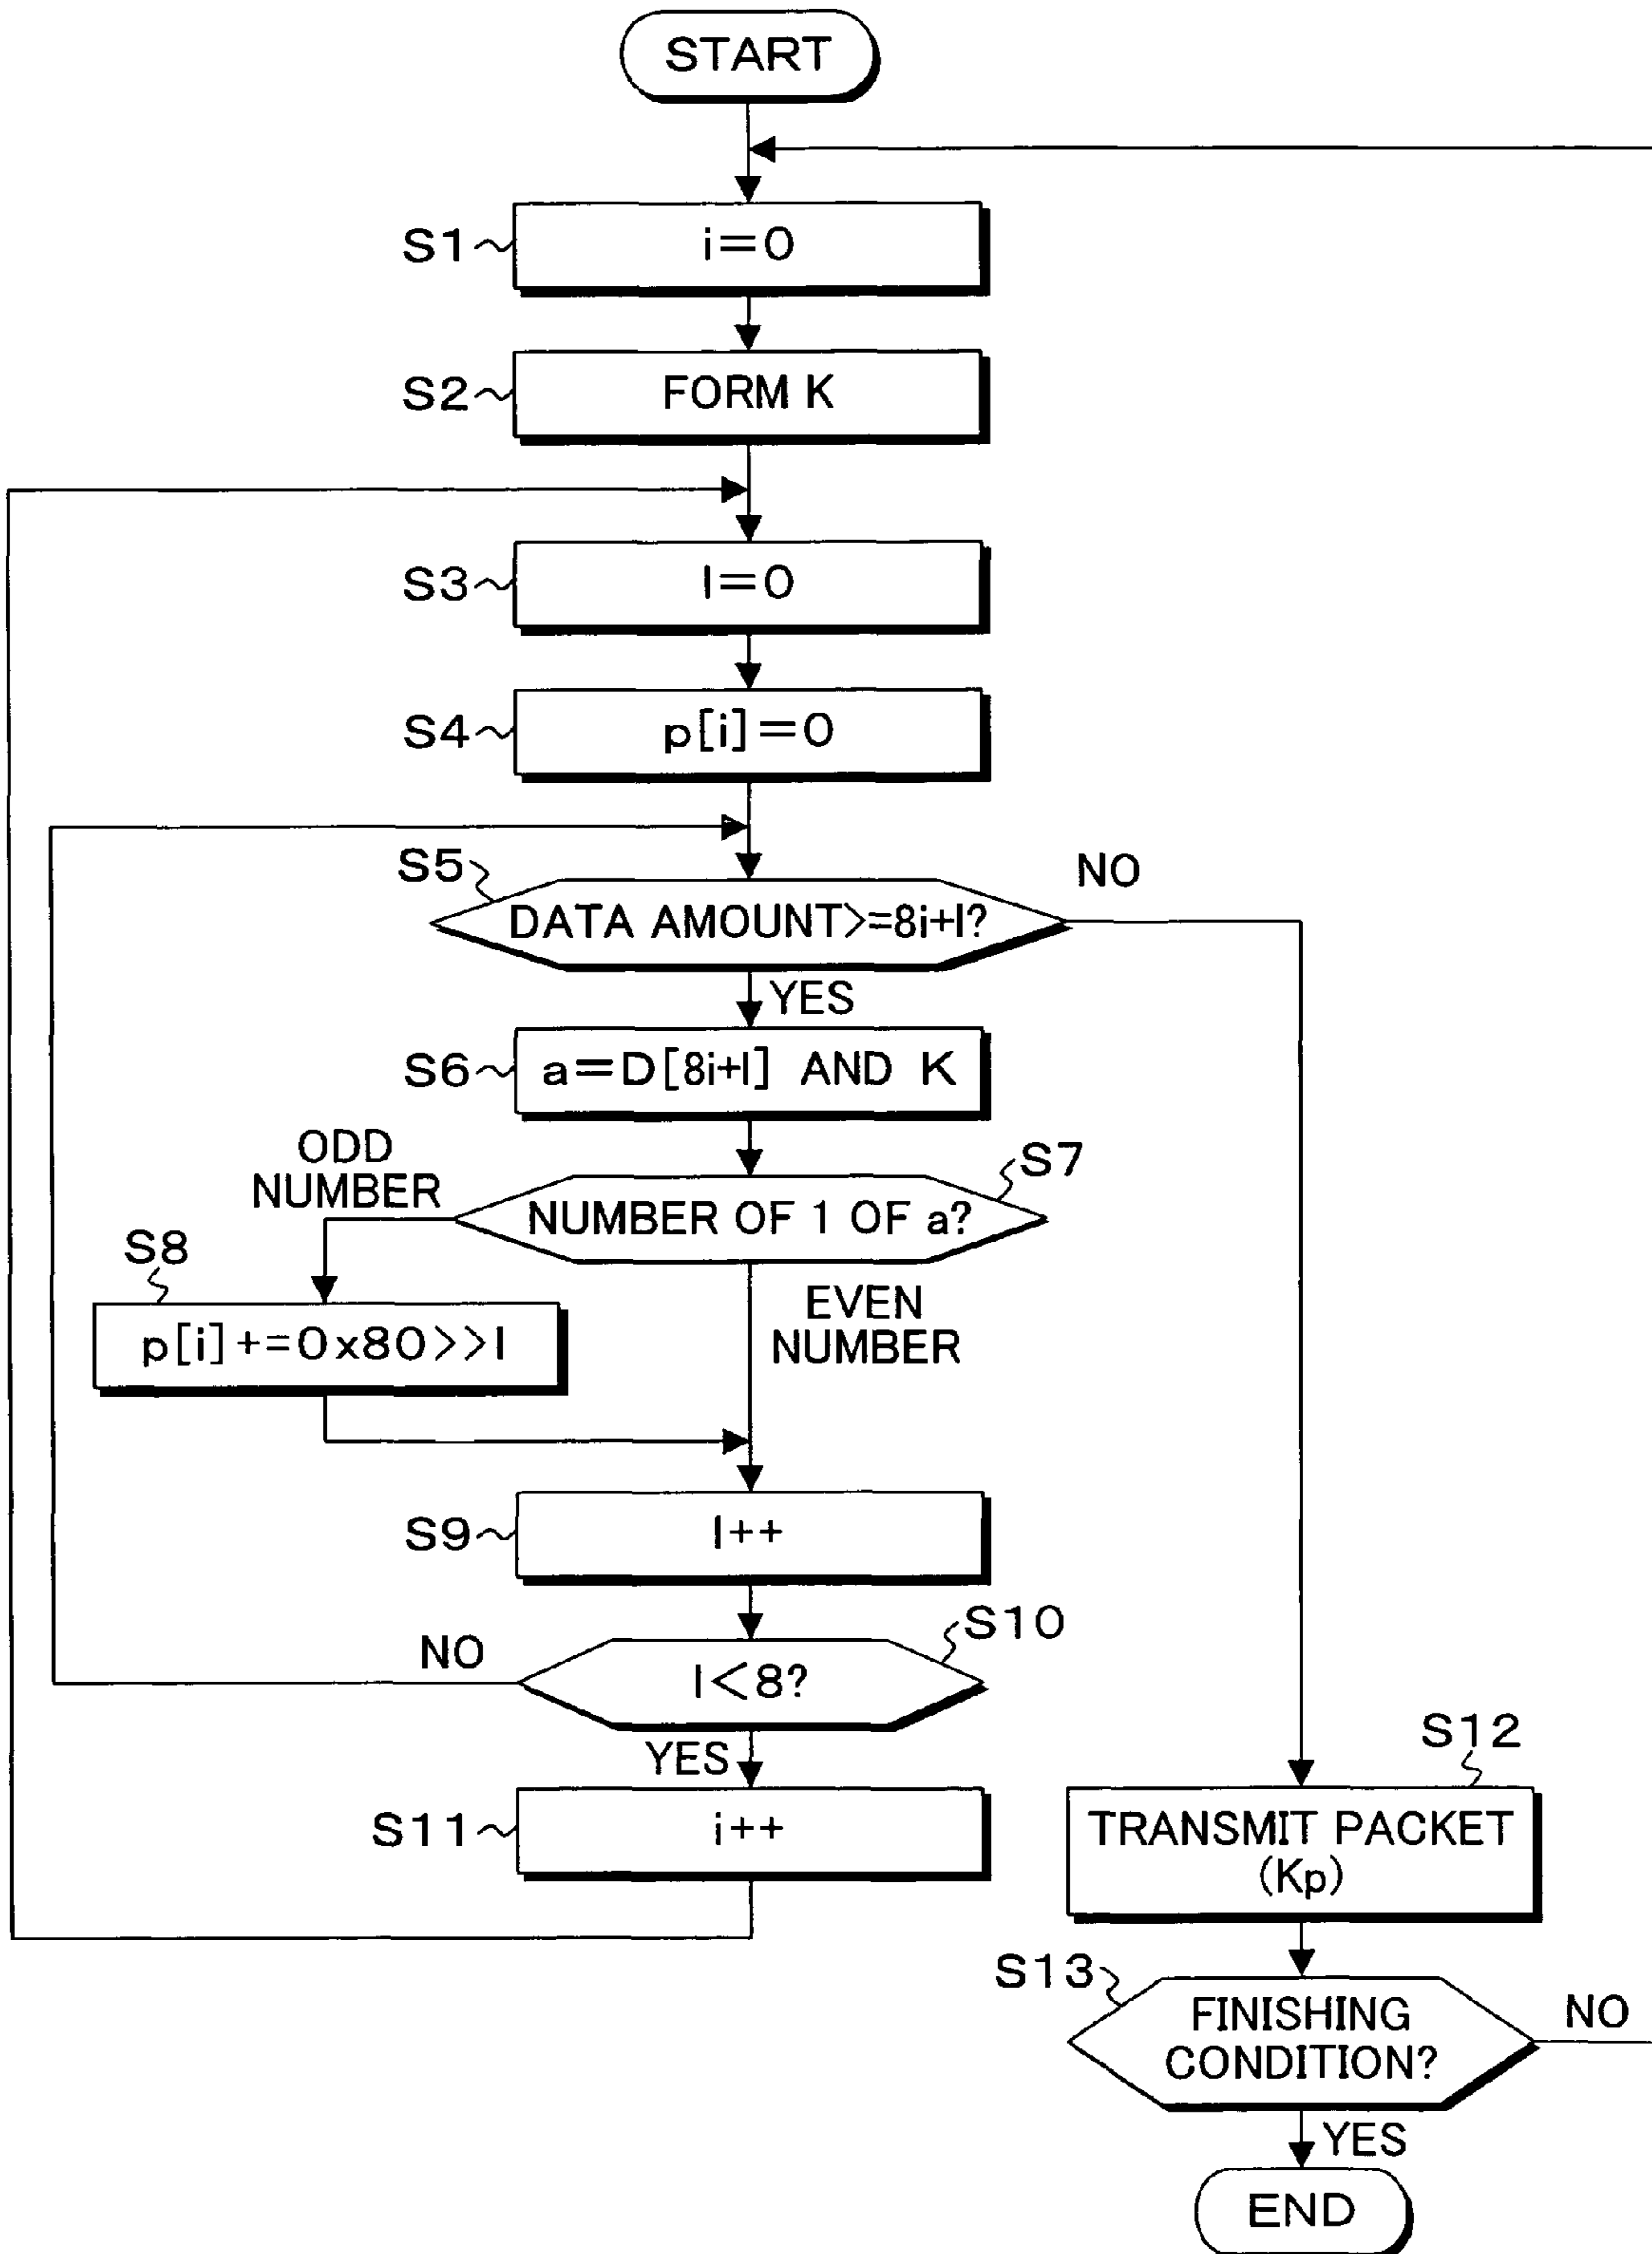 START
S1
i=0
S2
FORM K
S3
l=0
S4
p[i]=0
S5
DATA AMOUNT>=8i+l?
NO
YES
S6
a=D[8i+l] AND K
ODD
NUMBER
S7
NUMBER OF 1 OF a?
S8
p[i]+=0x80>>l
EVEN
NUMBER
S9
l++
S10
NO
l<8?
YES
S11
i++
S12
TRANSMIT PACKET
(Kp)
S13
FINISHING
CONDITION?
NO
YES
END